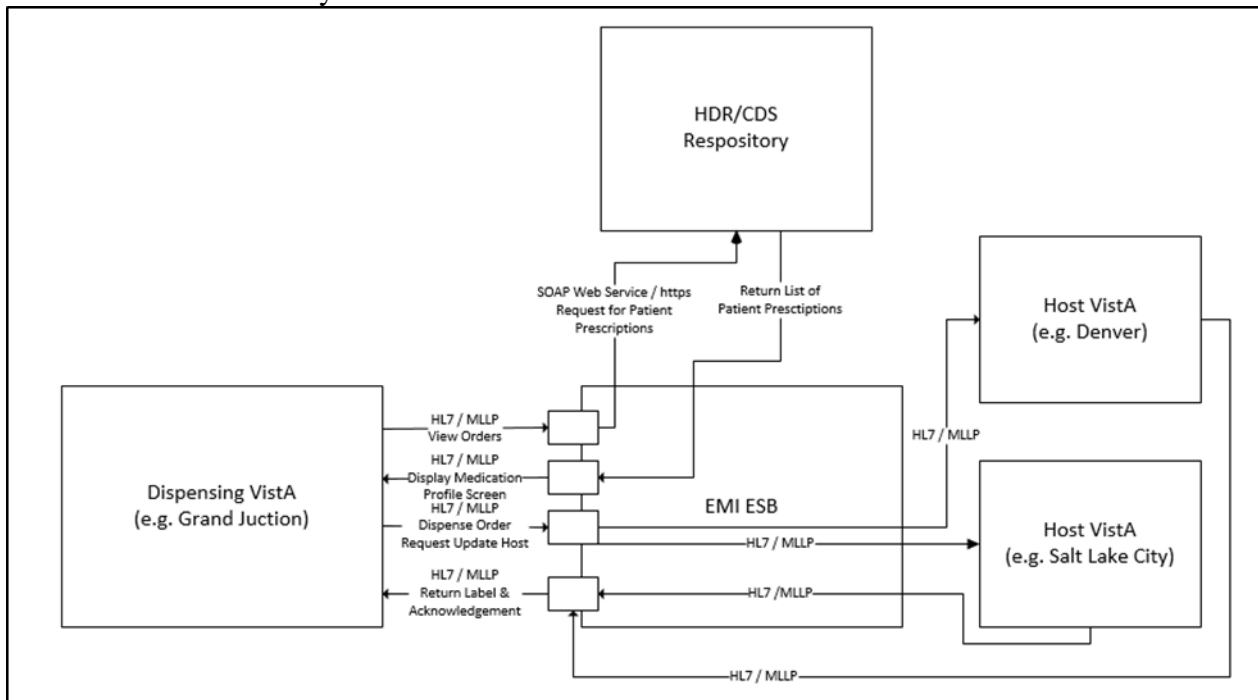 y
HDR/CDS
Respository
SOAP Web Service / https
Request for Patient
Prescriptions
Return List of
Patient Presctiptions
Host VistA
(e.g. Denver)
HL7 / MLLP
Dispensing VistA
(e.g. Grand Juction)
HL7 / MLLP
View Orders
HL7 / MLLP
Display Medication
Profile Screen
HL7 / MLLP
Dispense Order
Request Update Host
HL7 / MLLP
Return Label &
Acknowledgement
EMI ESB
HL7 / MLLP
HL7 /MLLP
Host VistA
(e.g. Salt Lake City)
HL7 / MLLP